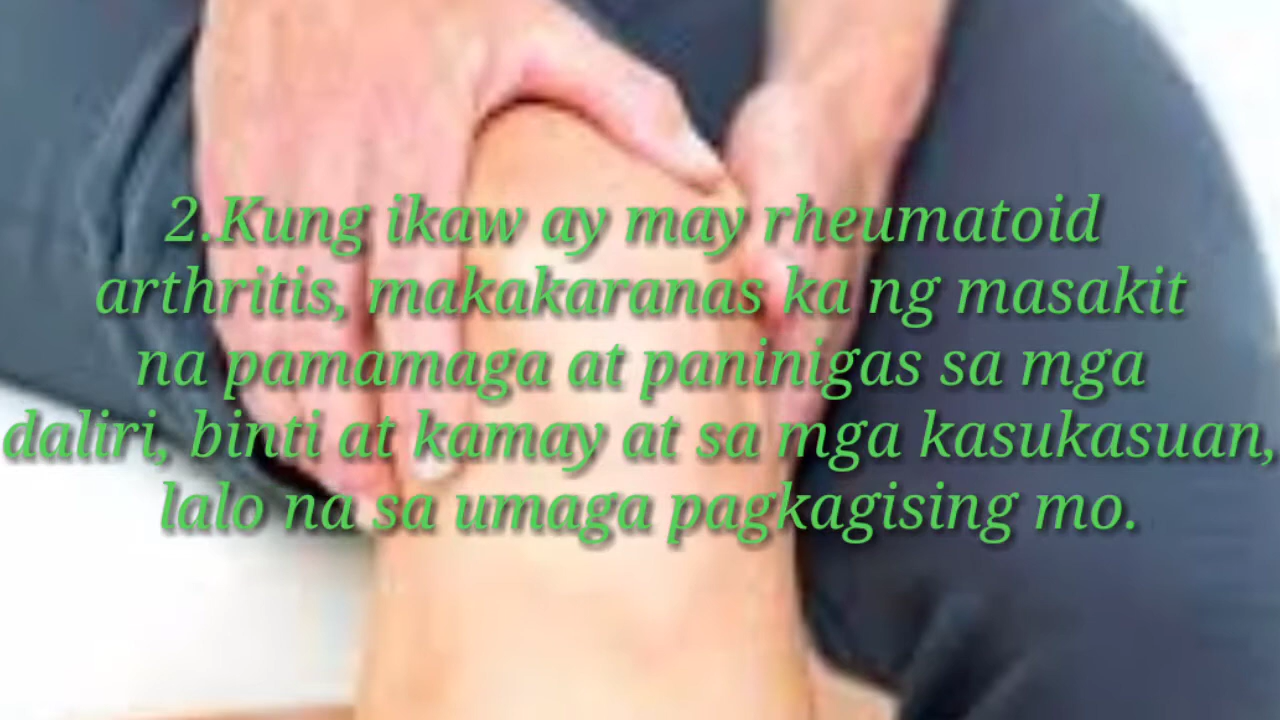 2.Kung ikaw ay may rheumatoid
arthritis, makakaranas ka ng masakit
na pamamaga at paninigas sa mga
daliri, binti at kamay at sa mga kasukasuan,
lalo na sa umaga pagkagising mo.